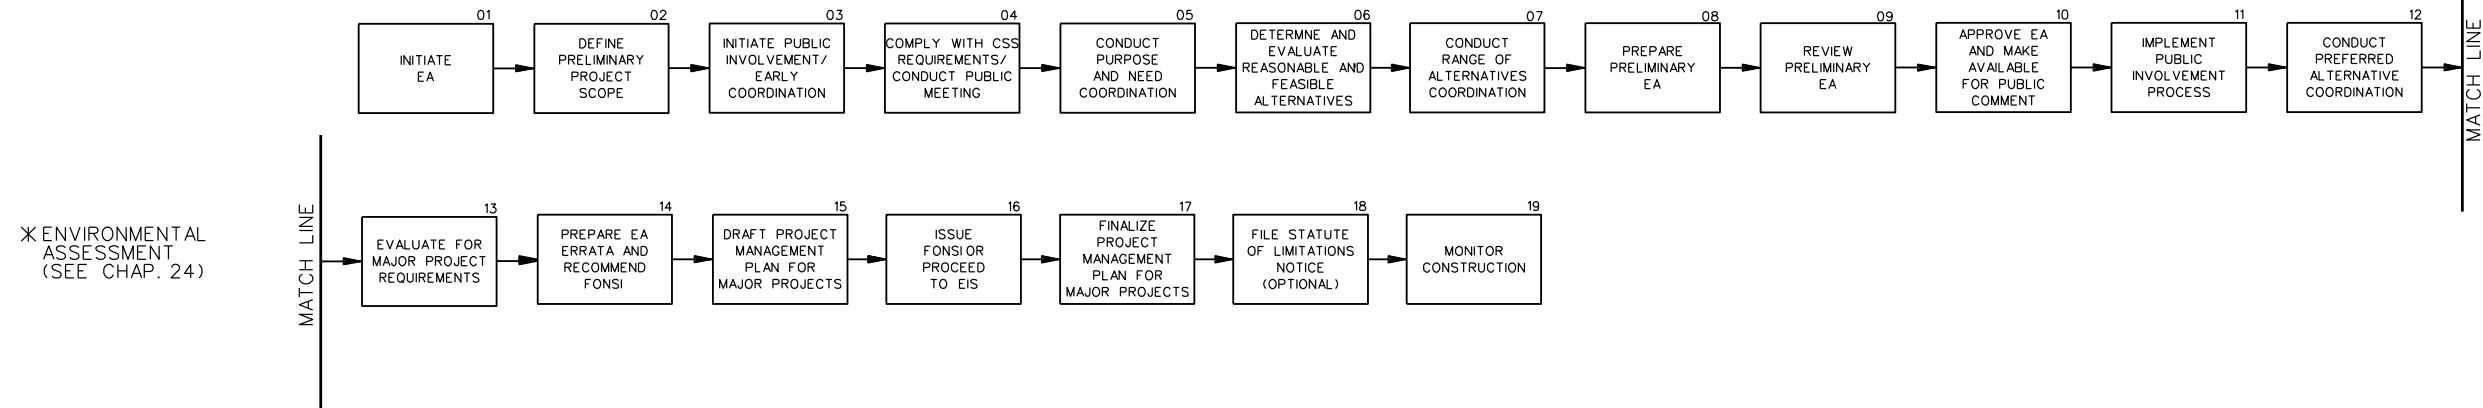 01
INITIATE
EA
02
DEFINE
PRELIMINARY
PROJECT
SCOPE
03
INITIATE PUBLIC
INVOLVEMENT/
EARLY
COORDINATION
04
COMPLY WITH CSS
REQUIREMENTS/
CONDUCT PUBLIC
MEETING
05
CONDUCT
PURPOSE
AND NEED
COORDINATION
06
DETERMNE AND
EVALUATE
REASONABLE AND
FEASIBLE
ALTERNATIVES
07
CONDUCT
RANGE OF
ALTERNATIVES
COORDINATION
08
PREPARE
PRELIMINARY
EA
09
REVIEW
PRELIMINARY
EA
10
APPROVE EA
AND MAKE
AVAILABLE
FOR PUBLIC
COMMENT
11
IMPLEMENT
PUBLIC
INVOLVEMENT
PROCESS
12
CONDUCT
PREFERRED
ALTERNATIVE
COORDINATION
MATCH LINE
* ENVIRONMENTAL
ASSESSMENT
(SEE CHAP. 24)
MATCH LINE
13
EVALUATE FOR
MAJOR PROJECT
REQUIREMENTS
14
PREPARE EA
ERRATA AND
RECOMMEND
FONSI
15
DRAFT PROJECT
MANAGEMENT
PLAN FOR
MAJOR PROJECTS
16
ISSUE
FONSI OR
PROCEED
TO EIS
17
FINALIZE
PROJECT
MANAGEMENT
PLAN FOR
MAJOR PROJECTS
18
FILE STATUTE
OF LIMITATIONS
NOTICE
(OPTIONAL)
19
MONITOR
CONSTRUCTION